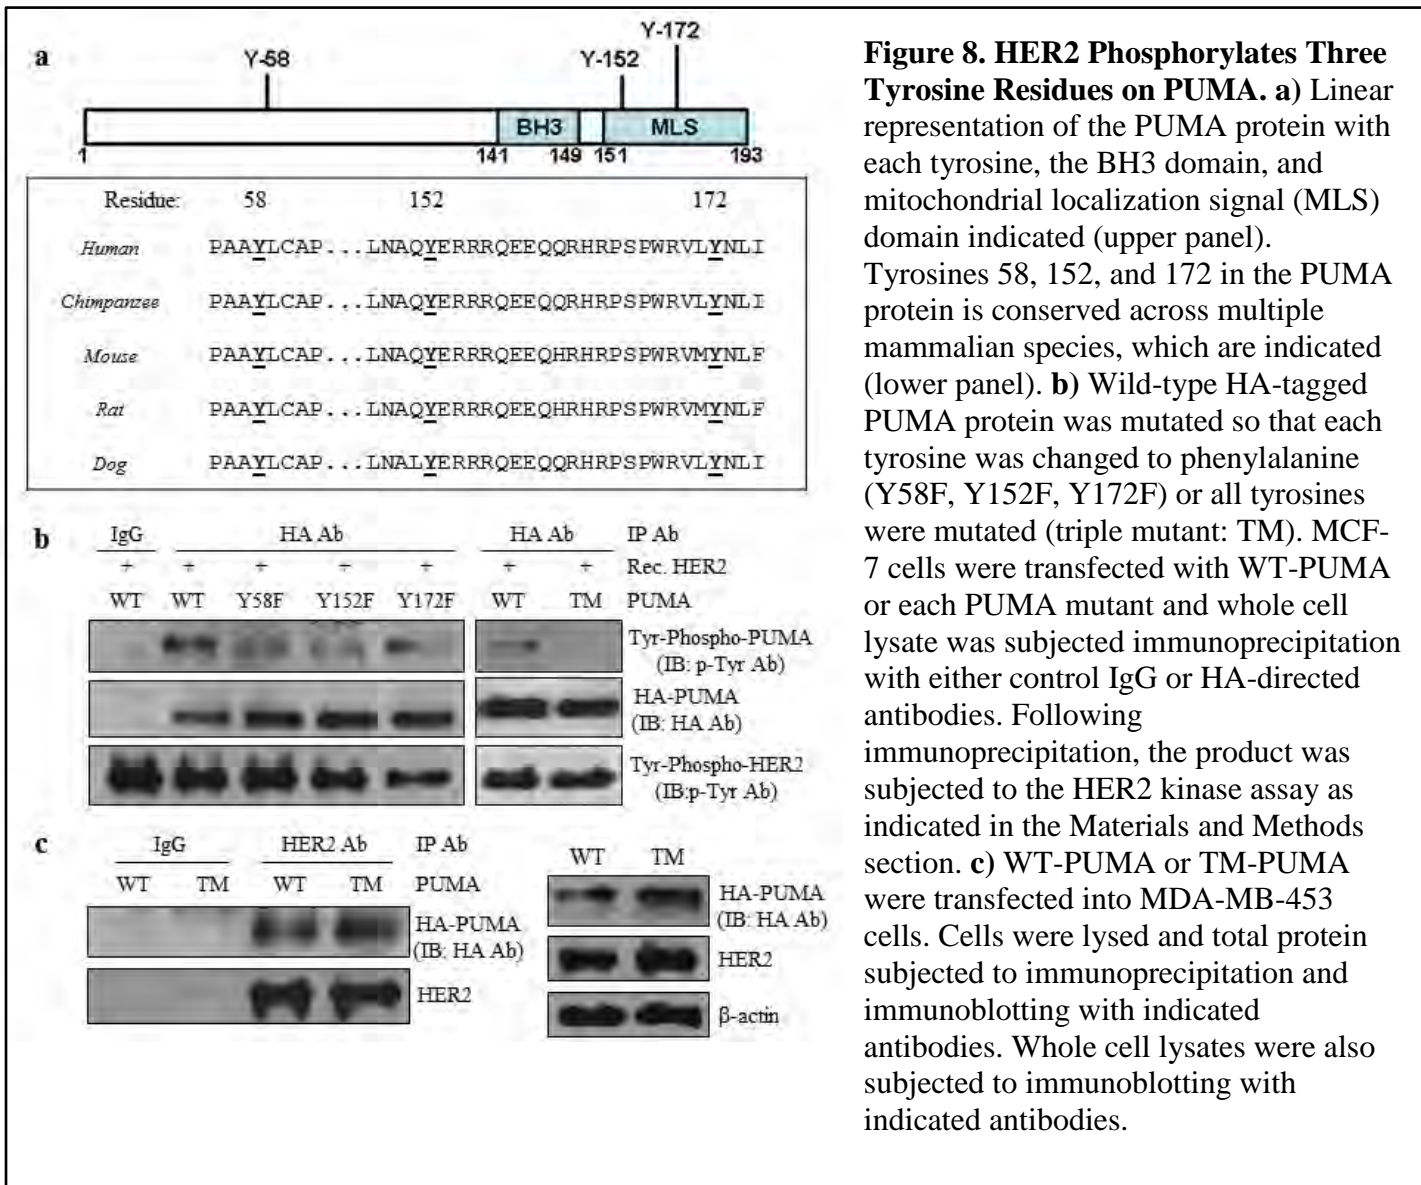 a
Y-58
Y-152
Y-172
BH3
MLS
1
141
149
151
193
Residue: 58 152 172
Human PAAYLCAP...LNAQYERRRQEEQQRHRPSPWRVLYNLI
Chimpanzee PAAYLCAP...LNAQYERRRQEEQQRHRPSPWRVLYNLI
Mouse PAAYLCAP...LNAQYERRRQEEQHRHRPSPWRVMYNLF
Rat PAAYLCAP...LNAQYERRRQEEQHRHRPSPWRVMYNLF
Dog PAAYLCAP...LNALYERRRQEEQQRHRPSPWRVLYNLI
b
IgG HA Ab HA Ab IP Ab
+ + + + + + + Rec. HER2
WT WT Y58F Y152F Y172F WT TM PUMA
Tyr-Phospho-PUMA
(IB: p-Tyr Ab)
HA-PUMA
(IB: HA Ab)
Tyr-Phospho-HER2
(IB:p-Tyr Ab)
c
IgG HER2 Ab IP Ab
WT TM WT TM PUMA
HA-PUMA
(IB: HA Ab)
HER2
WT TM
HA-PUMA
(IB: HA Ab)
HER2
β-actin
Figure 8. HER2 Phosphorylates Three
Tyrosine Residues on PUMA. a) Linear
representation of the PUMA protein with
each tyrosine, the BH3 domain, and
mitochondrial localization signal (MLS)
domain indicated (upper panel).
Tyrosines 58, 152, and 172 in the PUMA
protein is conserved across multiple
mammalian species, which are indicated
(lower panel). b) Wild-type HA-tagged
PUMA protein was mutated so that each
tyrosine was changed to phenylalanine
(Y58F, Y152F, Y172F) or all tyrosines
were mutated (triple mutant: TM). MCF-
7 cells were transfected with WT-PUMA
or each PUMA mutant and whole cell
lysate was subjected immunoprecipitation
with either control IgG or HA-directed
antibodies. Following
immunoprecipitation, the product was
subjected to the HER2 kinase assay as
indicated in the Materials and Methods
section. c) WT-PUMA or TM-PUMA
were transfected into MDA-MB-453
cells. Cells were lysed and total protein
subjected to immunoprecipitation and
immunoblotting with indicated
antibodies. Whole cell lysates were also
subjected to immunoblotting with
indicated antibodies.